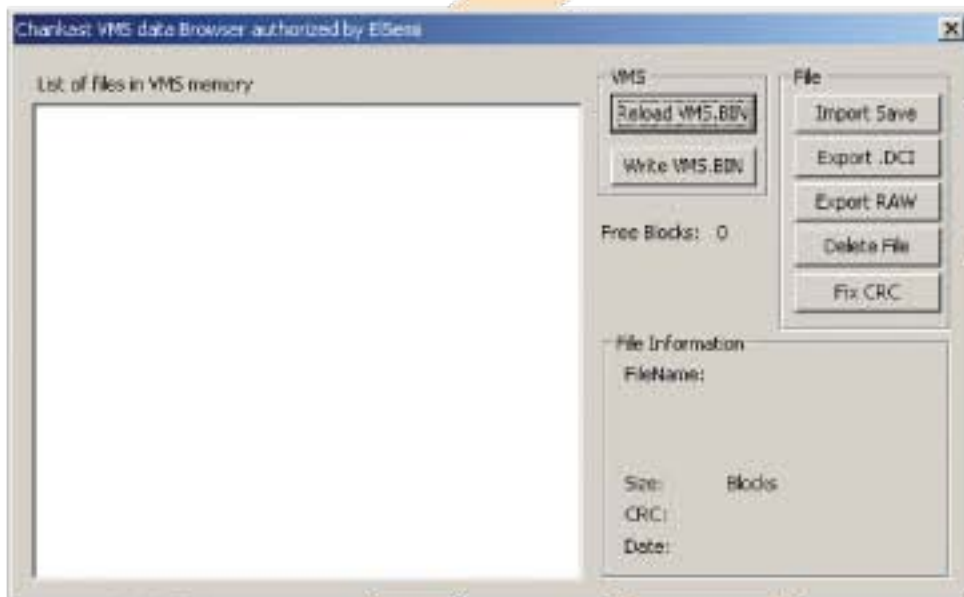 Chankast VMS data Browser authorized by ElSemi
List of files in VMS memory
VMS
Reload VMS.BIN
Write VMS.BIN
Free Blocks: 0
File
Import Save
Export .DCI
Export RAW
Delete File
Fix CRC
File Information
FileName:
Size: Blocks
CRC:
Date: